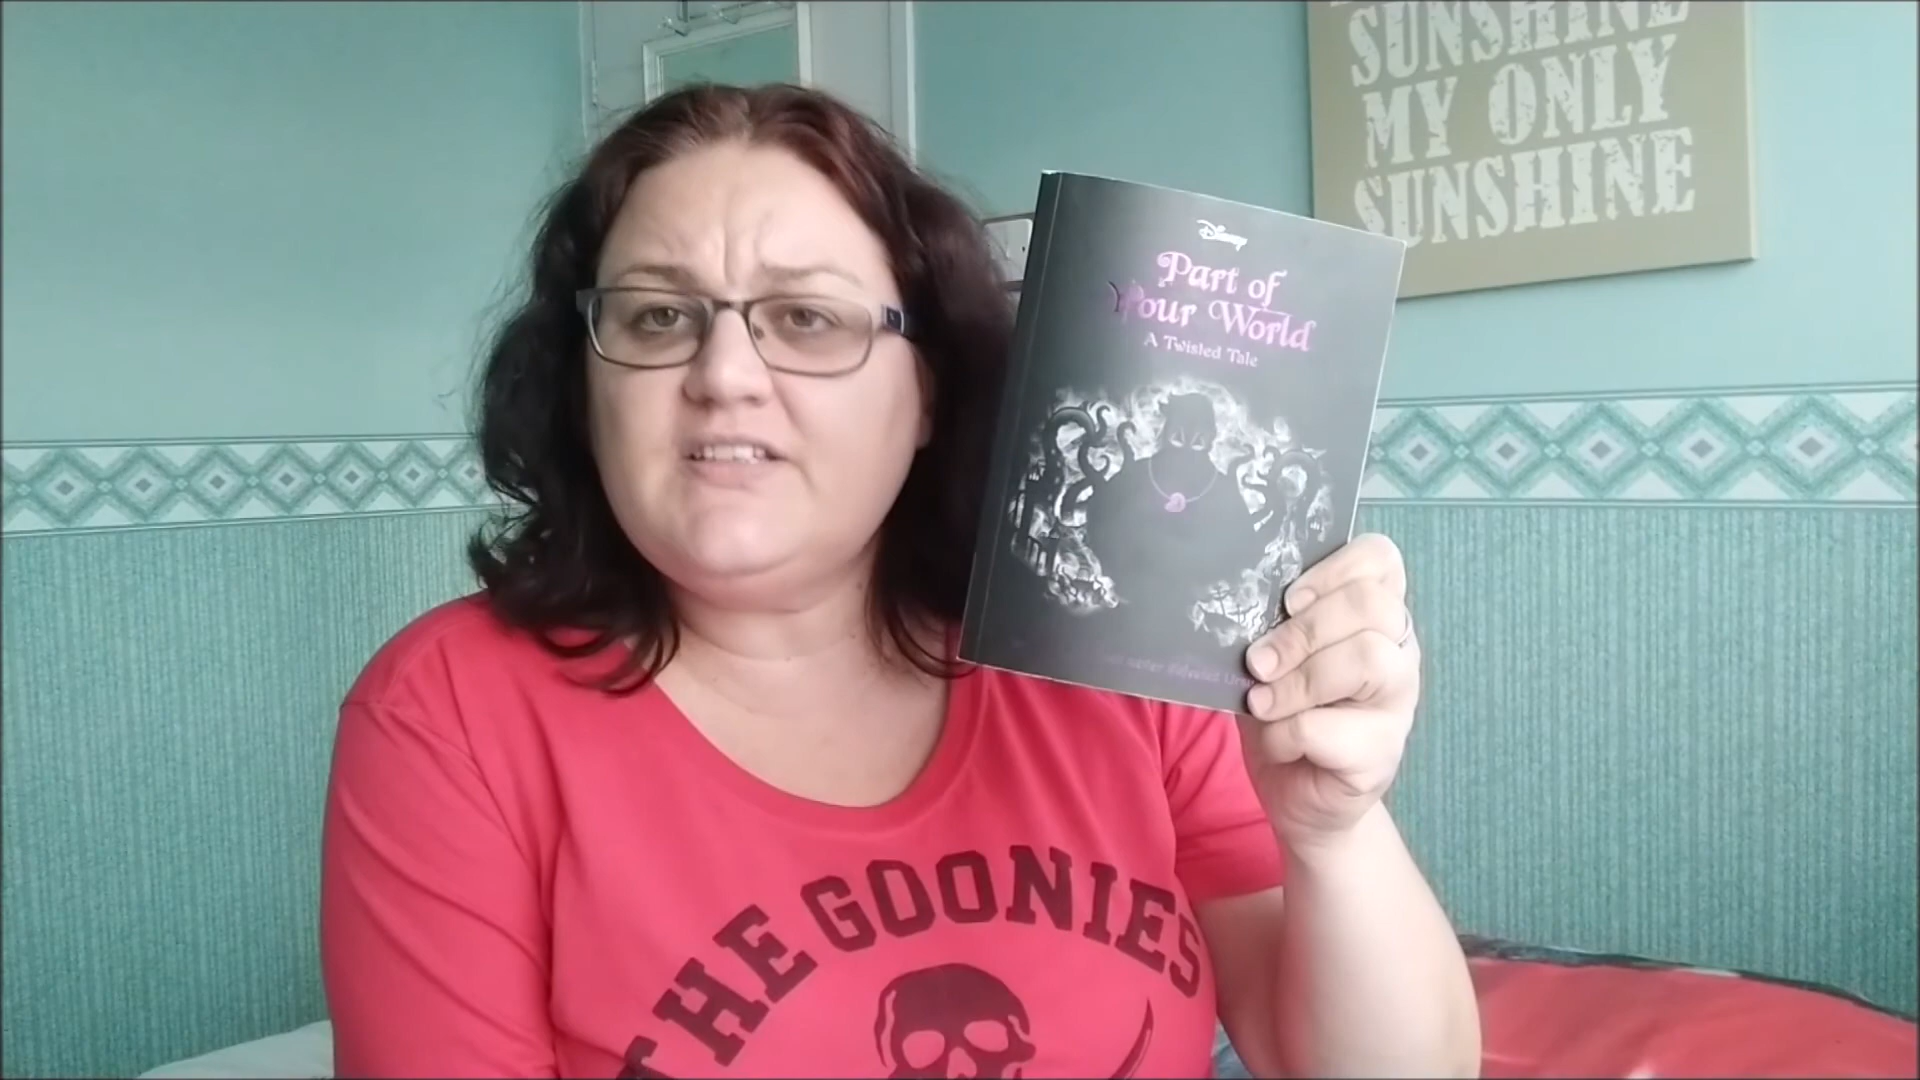 SUNSHINE
MY ONLY
SUNSHINE
Disney
Part of
Your World
A Twisted Tale
THE GOONIES